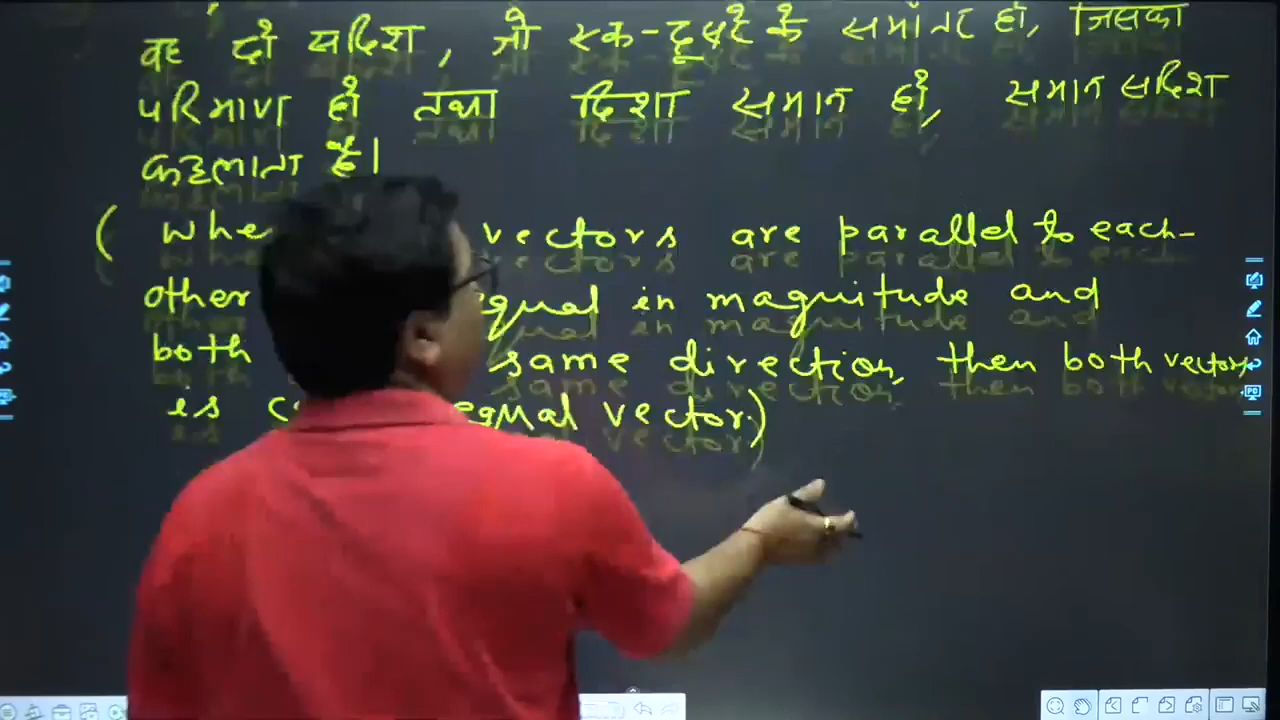 वह दो सदिश, जो एक-दूसरे के समांतर हो, जिसका
परिमाण हो तथा दिशा समान हो, समान सदिश
कहलाता है।
( whe vectors are parallel to each-
other equal in magnitude and
both same direction, then both vectors
is equal vector.)